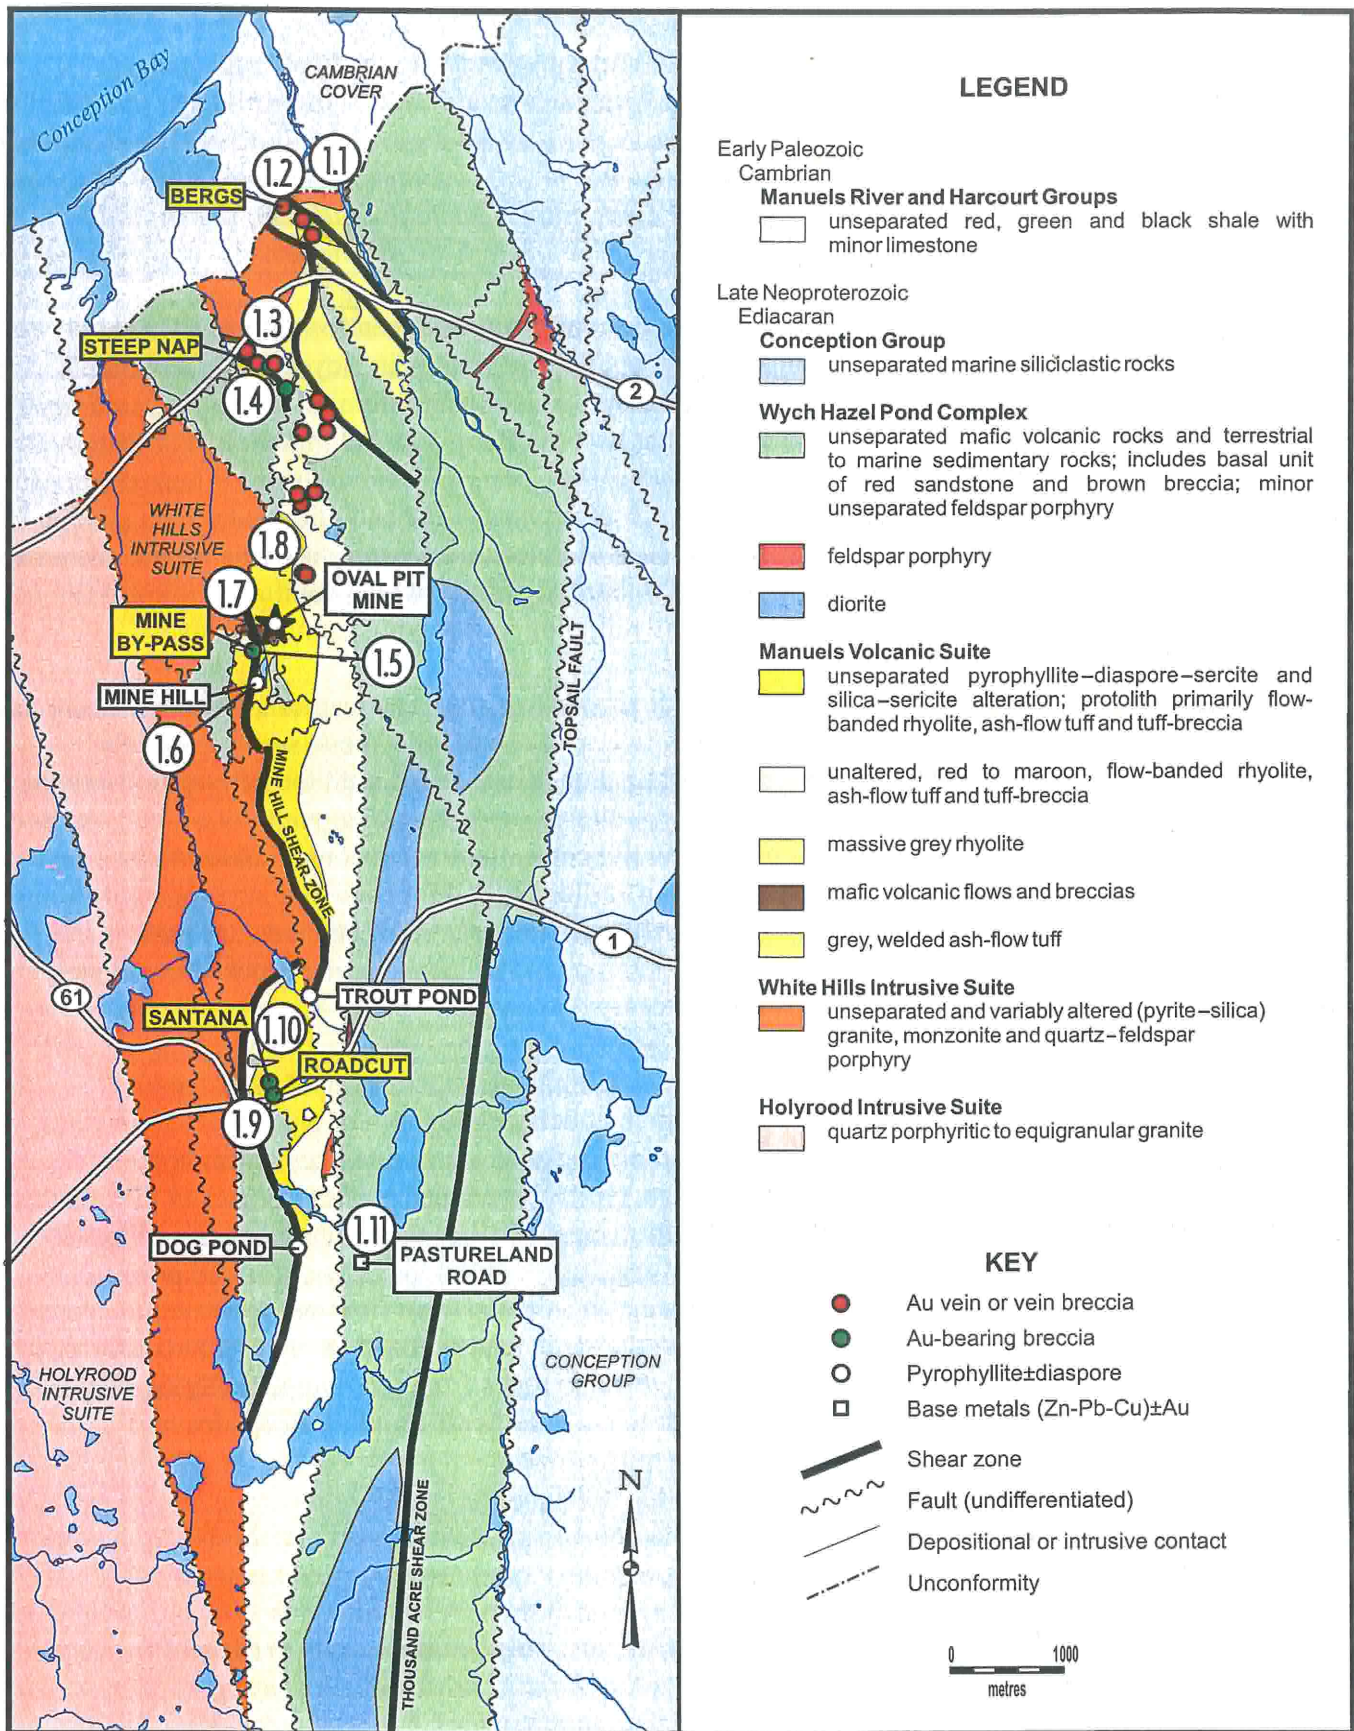 Conception Bay
CAMBRIAN
COVER
1.2
1.1
BERGS
1.3
STEEP NAP
1.4
2
WHITE
HILLS
INTRUSIVE
SUITE
1.8
OVAL PIT
MINE
1.7
MINE
BY-PASS
1.5
MINE HILL
1.6
TOPSAIL FAULT
MINE HILL SHEAR ZONE
1
61
TROUT POND
SANTANA
1.10
ROADCUT
1.9
1.11
DOG POND
PASTURELAND
ROAD
HOLYROOD
INTRUSIVE
SUITE
CONCEPTION
GROUP
THOUSAND ACRE SHEAR ZONE
N
LEGEND
Early Paleozoic
Cambrian
Manuels River and Harcourt Groups
unseparated red, green and black shale with
minor limestone
Late Neoproterozoic
Ediacaran
Conception Group
unseparated marine siliciclastic rocks
Wych Hazel Pond Complex
unseparated mafic volcanic rocks and terrestrial
to marine sedimentary rocks; includes basal unit
of red sandstone and brown breccia; minor
unseparated feldspar porphyry
feldspar porphyry
diorite
Manuels Volcanic Suite
unseparated pyrophyllite–diaspore–sercite and
silica–sericite alteration; protolith primarily flow-
banded rhyolite, ash-flow tuff and tuff-breccia
unaltered, red to maroon, flow-banded rhyolite,
ash-flow tuff and tuff-breccia
massive grey rhyolite
mafic volcanic flows and breccias
grey, welded ash-flow tuff
White Hills Intrusive Suite
unseparated and variably altered (pyrite–silica)
granite, monzonite and quartz–feldspar
porphyry
Holyrood Intrusive Suite
quartz porphyritic to equigranular granite
KEY
Au vein or vein breccia
Au-bearing breccia
Pyrophyllite±diaspore
Base metals (Zn-Pb-Cu)±Au
Shear zone
Fault (undifferentiated)
Depositional or intrusive contact
Unconformity
0 1000
metres